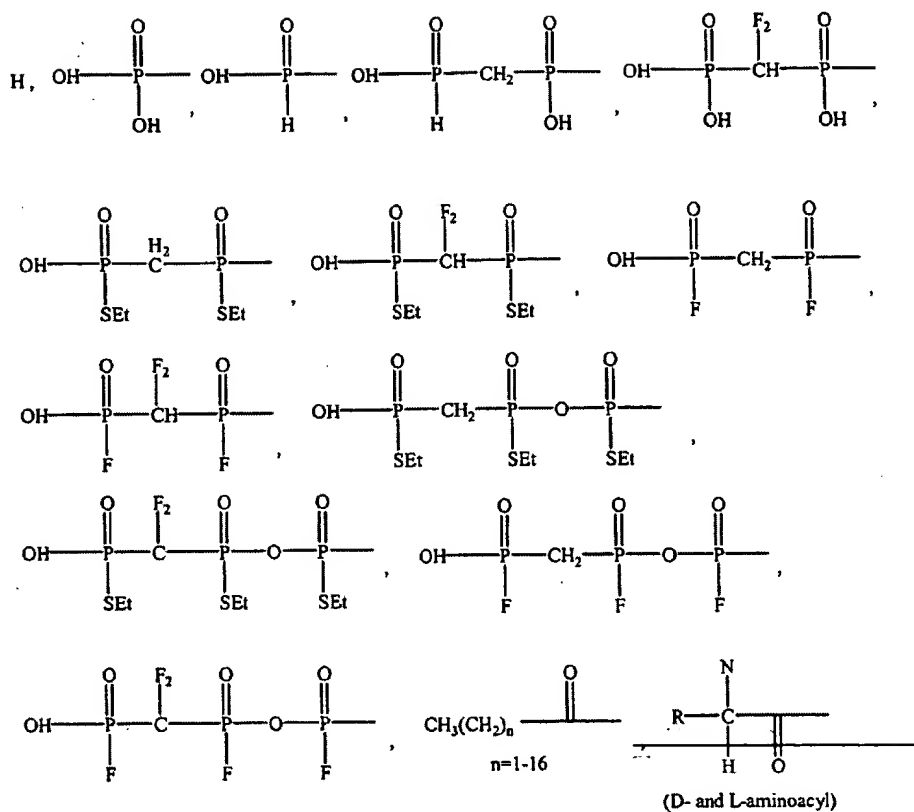 O O O O O F₂
H, OH P , OH P , OH P CH₂ P , OH P CH P ,
OH H H OH OH OH
O O O F₂ O O O
OH P H₂ C P , OH P CH P , OH P CH₂ P ,
SEt SEt SEt SEt F F
O F₂ O O O O
OH P CH P , OH P CH₂ P O P ,
F F SEt SEt SEt
O F₂ O O O O O
OH P C P O P , OH P CH₂ P O P ,
SEt SEt SEt F F F
O F₂ O O O N
OH P C P O P , CH₃(CH₂)ₙ , R C
F F F n=1-16 H O
(D- and L-aminoacyl)